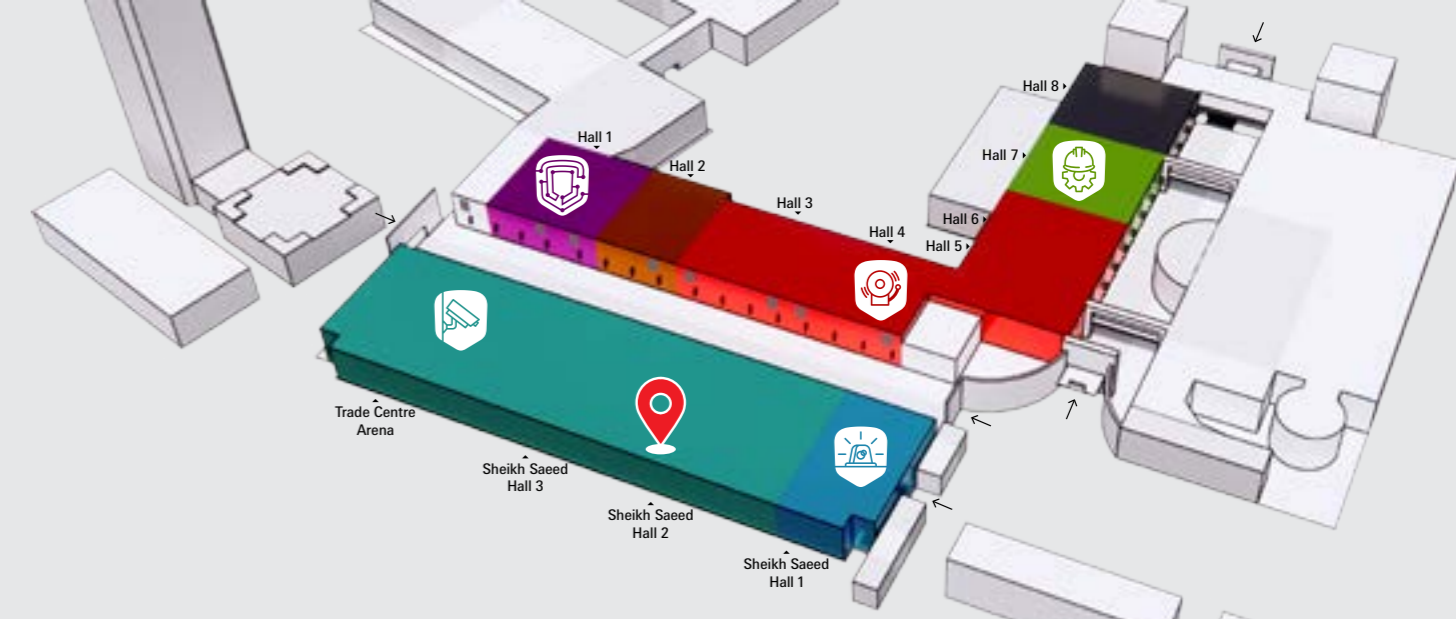 Hall 8
Hall 1
Hall 7
Hall 2
Hall 3
Hall 6
Hall 4
Hall 5
Trade Centre
Arena
Sheikh Saeed
Hall 3
Sheikh Saeed
Hall 2
Sheikh Saeed
Hall 1